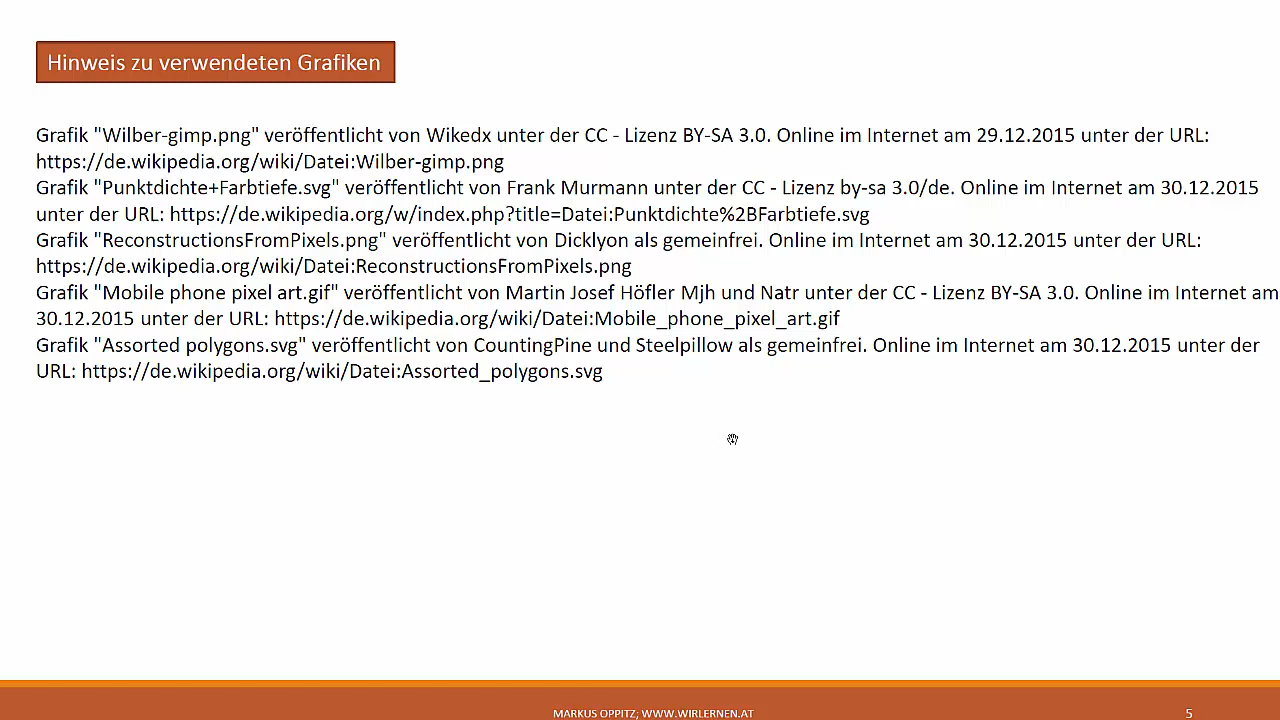 Hinweis zu verwendeten Grafiken
Grafik "Wilber-gimp.png" veröffentlicht von Wikedx unter der CC - Lizenz BY-SA 3.0. Online im Internet am 29.12.2015 unter der URL:
https://de.wikipedia.org/wiki/Datei:Wilber-gimp.png
Grafik "Punktdichte+Farbtiefe.svg" veröffentlicht von Frank Murmann unter der CC - Lizenz by-sa 3.0/de. Online im Internet am 30.12.2015
unter der URL: https://de.wikipedia.org/w/index.php?title=Datei:Punktdichte%2BFarbtiefe.svg
Grafik "ReconstructionsFromPixels.png" veröffentlicht von Dicklyon als gemeinfrei. Online im Internet am 30.12.2015 unter der URL:
https://de.wikipedia.org/wiki/Datei:ReconstructionsFromPixels.png
Grafik "Mobile phone pixel art.gif" veröffentlicht von Martin Josef Höfler Mjh und Natr unter der CC - Lizenz BY-SA 3.0. Online im Internet am
30.12.2015 unter der URL: https://de.wikipedia.org/wiki/Datei:Mobile_phone_pixel_art.gif
Grafik "Assorted polygons.svg" veröffentlicht von CountingPine und Steelpillow als gemeinfrei. Online im Internet am 30.12.2015 unter der
URL: https://de.wikipedia.org/wiki/Datei:Assorted_polygons.svg
MARKUS OPPITZ; WWW.WIRLERNEN.AT
5